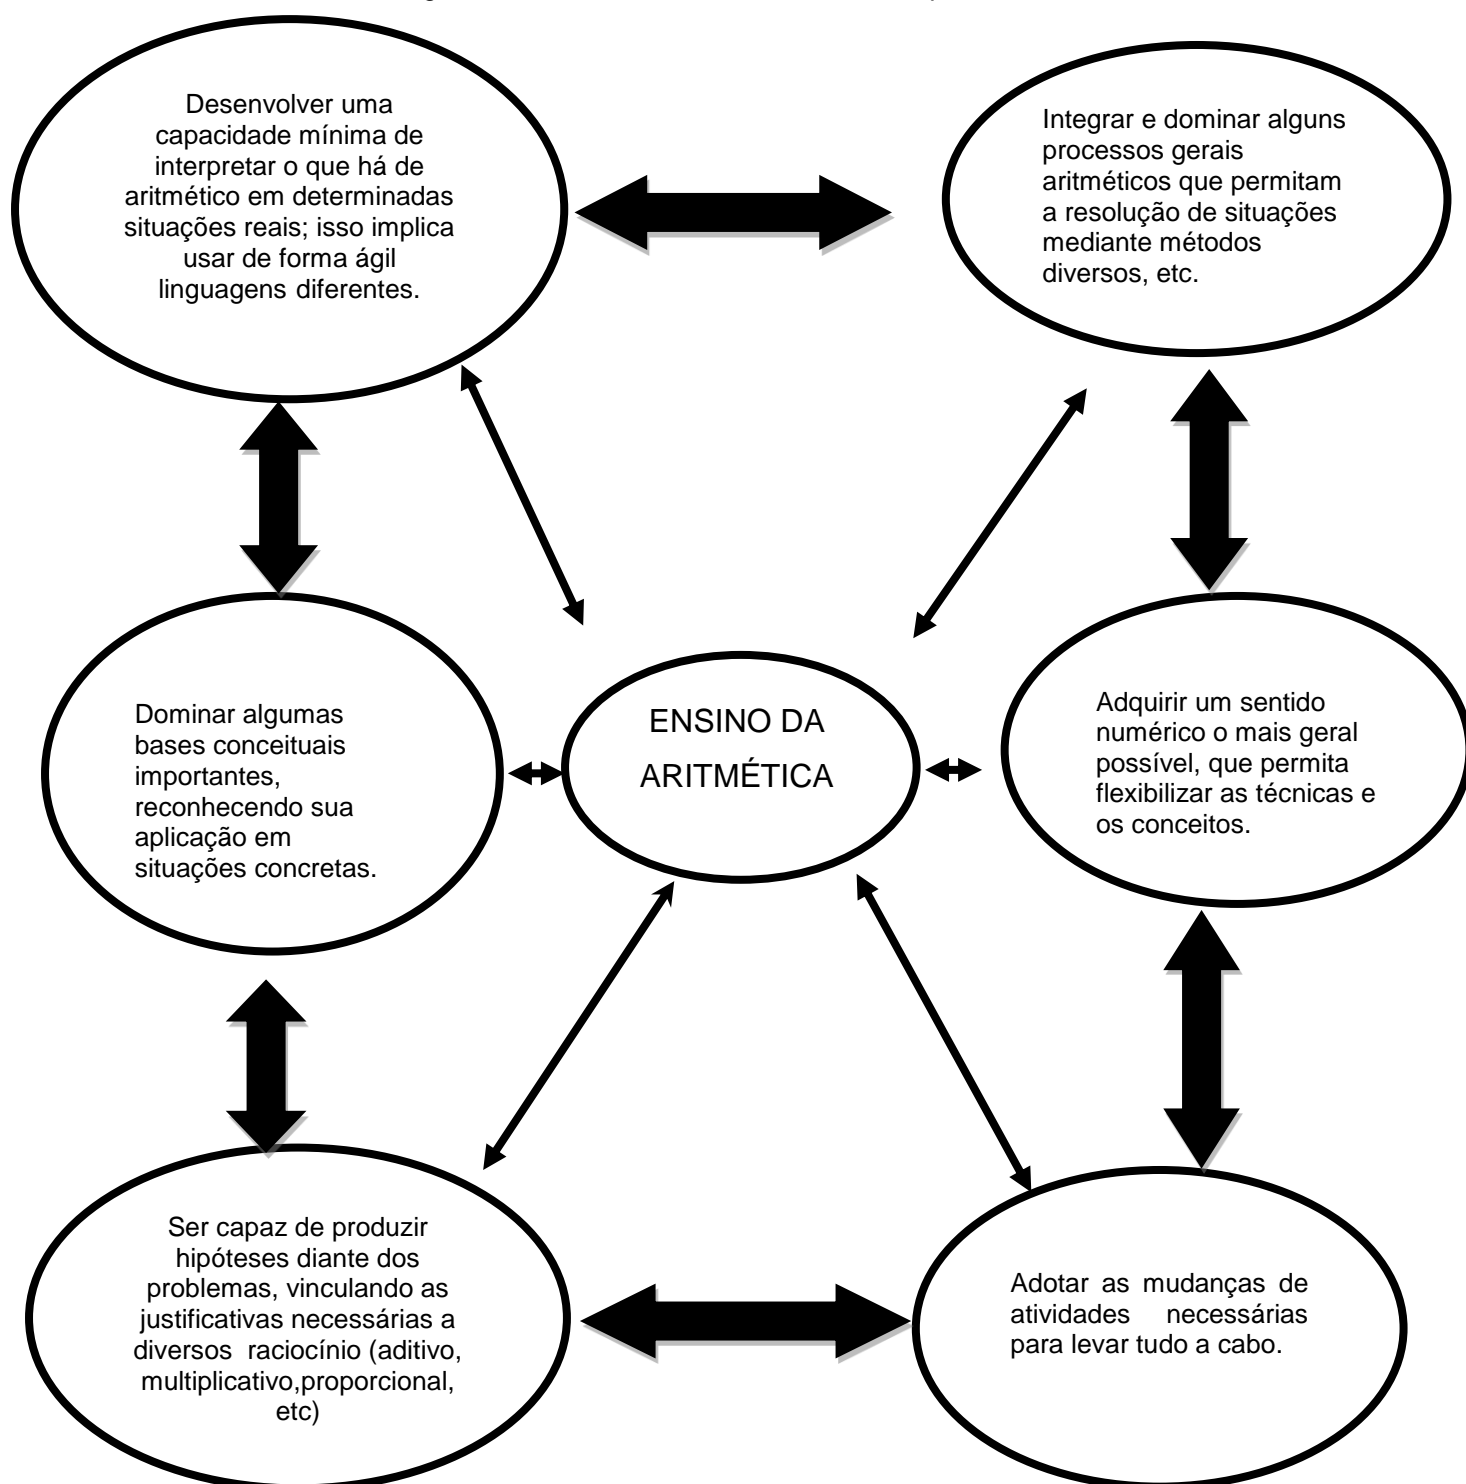 Desenvolver uma
capacidade mínima de
interpretar o que há de
aritmético em determinadas
situações reais; isso implica
usar de forma ágil
linguagens diferentes.
Integrar e dominar alguns
processos gerais
aritméticos que permitam
a resolução de situações
mediante métodos
diversos, etc.
Dominar algumas
bases conceituais
importantes,
reconhecendo sua
aplicação em
situações concretas.
ENSINO DA
ARITMÉTICA
Adquirir um sentido
numérico o mais geral
possível, que permita
flexibilizar as técnicas e
os conceitos.
Ser capaz de produzir
hipóteses diante dos
problemas, vinculando as
justificativas necessárias a
diversos raciocínio (aditivo,
multiplicativo,proporcional,
etc)
Adotar as mudanças de
atividades necessárias
para levar tudo a cabo.